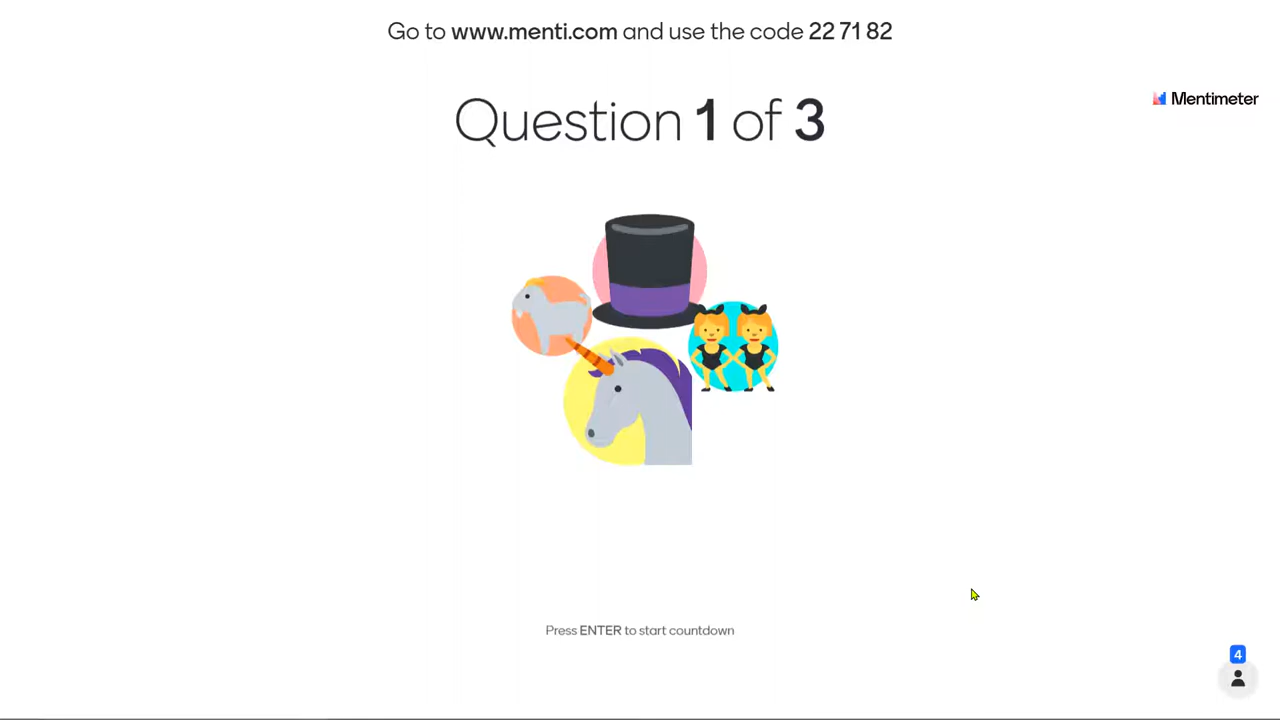 Go to www.menti.com and use the code 22 71 82
Mentimeter
Question 1 of 3
Press ENTER to start countdown
4